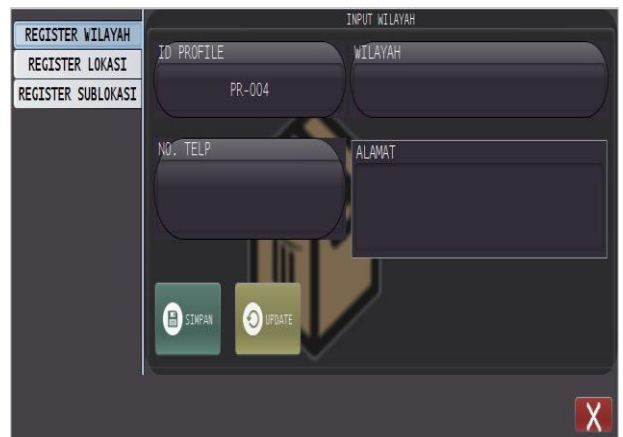 REGISTER WILAYAH
REGISTER LOKASI
REGISTER SUBLOKASI
INPUT WILAYAH
ID PROFILE
PR-004
WILAYAH
NO. TELP
ALAMAT
SIMPAN
UPDATE
X